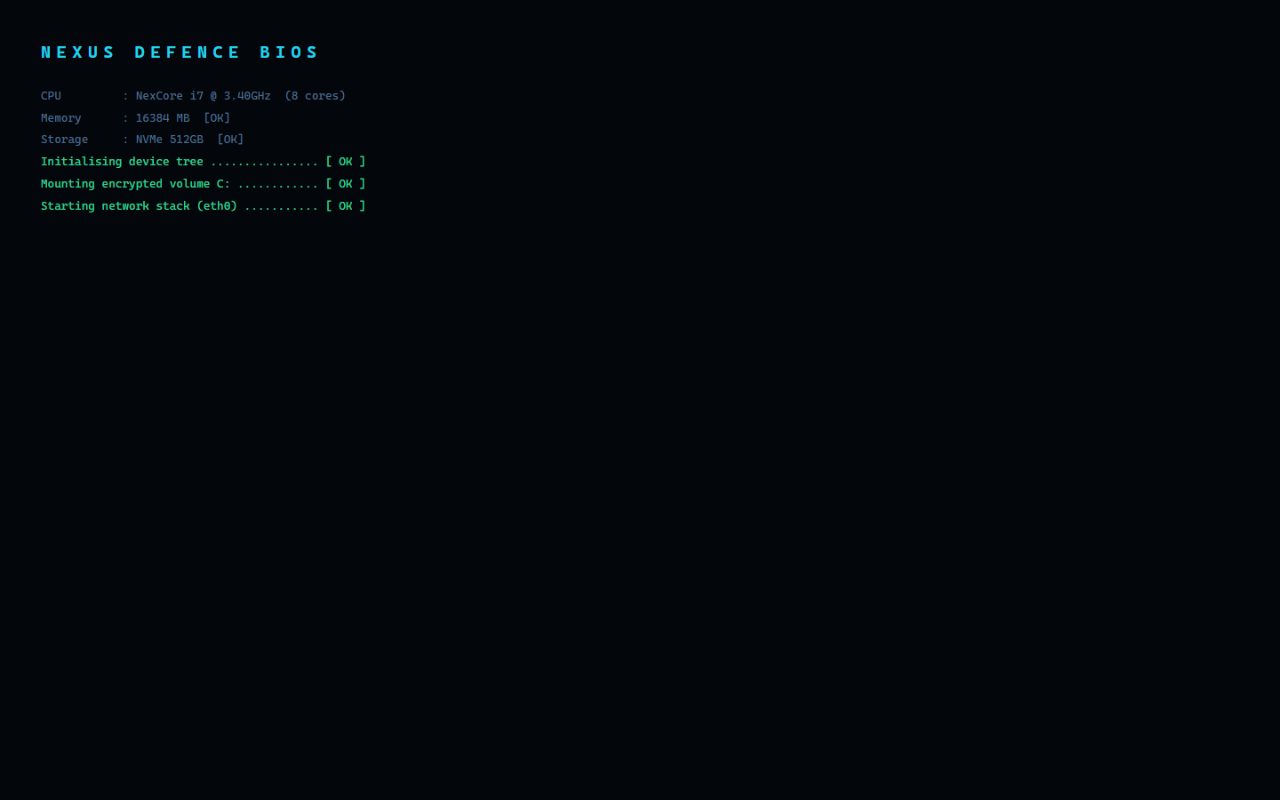 NEXUS DEFENCE BIOS
CPU         : NexCore i7 @ 3.40GHz  (8 cores)
Memory      : 16384 MB  [OK]
Storage     : NVMe 512GB  [OK]
Initialising device tree ................ [ OK ]
Mounting encrypted volume C: ............ [ OK ]
Starting network stack (eth0) ........... [ OK ]